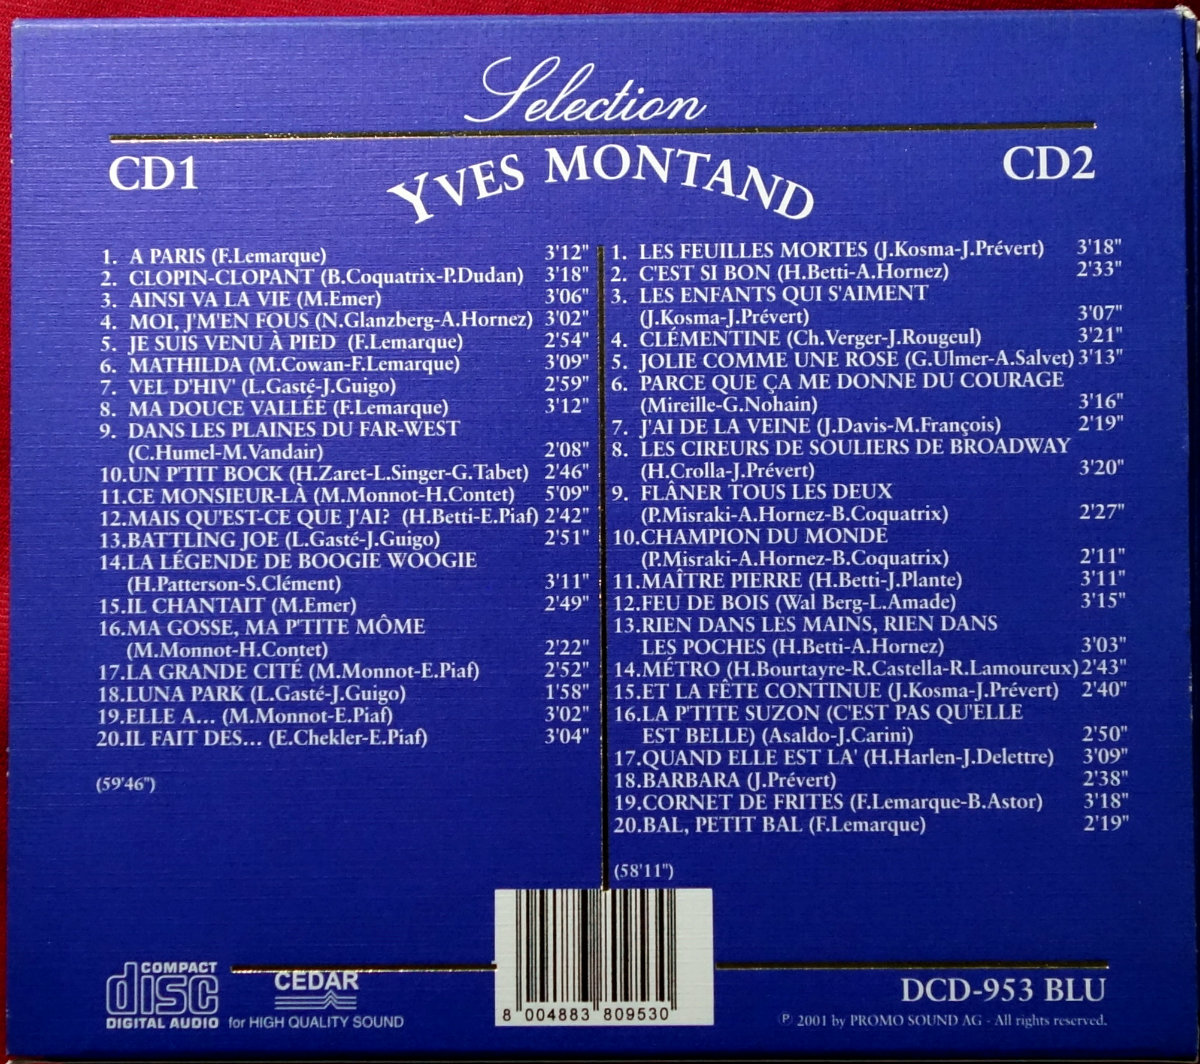 Selection
CD1
YVES MONTAND
CD2
1. A PARIS (F.Lemarque) 3'12"
2. CLOPIN-CLOPANT (B.Coquatrix-P.Dudan) 3'18"
3. AINSI VA LA VIE (M.Emer) 3'06"
4. MOI, J'M'EN FOUS (N.Glanzberg-A.Hornez) 3'02"
5. JE SUIS VENU À PIED (F.Lemarque) 2'54"
6. MATHILDA (M.Cowan-F.Lemarque) 3'09"
7. VEL D'HIV' (L.Gasté-J.Guigo) 2'59"
8. MA DOUCE VALLÉE (F.Lemarque) 3'12"
9. DANS LES PLAINES DU FAR-WEST
(C.Humel-M.Vandair) 2'08"
10.UN P'TIT BOCK (H.Zaret-L.Singer-G.Tabet) 2'46"
11.CE MONSIEUR-LÀ (M.Monnot-H.Contet) 5'09"
12.MAIS QU'EST-CE QUE J'AI? (H.Betti-E.Piaf) 2'42"
13.BATTLING JOE (L.Gasté-J.Guigo) 2'51"
14.LA LÉGENDE DE BOOGIE WOOGIE
(H.Patterson-S.Clément) 3'11"
15.IL CHANTAIT (M.Emer) 2'49"
16.MA GOSSE, MA P'TITE MÔME
(M.Monnot-H.Contet) 2'22"
17.LA GRANDE CITÉ (M.Monnot-E.Piaf) 2'52"
18.LUNA PARK (L.Gasté-J.Guigo) 1'58"
19.ELLE A... (M.Monnot-E.Piaf) 3'02"
20.IL FAIT DES... (E.Chekler-E.Piaf) 3'04"
(59'46")
1. LES FEUILLES MORTES (J.Kosma-J.Prévert) 3'18"
2. C'EST SI BON (H.Betti-A.Hornez) 2'33"
3. LES ENFANTS QUI S'AIMENT
(J.Kosma-J.Prévert) 3'07"
4. CLÉMENTINE (Ch.Verger-J.Rougeul) 3'21"
5. JOLIE COMME UNE ROSE (G.Ulmer-A.Salvet) 3'13"
6. PARCE QUE ÇA ME DONNE DU COURAGE
(Mireille-G.Nohain) 3'16"
7. J'AI DE LA VEINE (J.Davis-M.François) 2'19"
8. LES CIREURS DE SOULIERS DE BROADWAY
(H.Crolla-J.Prévert) 3'20"
9. FLÂNER TOUS LES DEUX
(P.Misraki-A.Hornez-B.Coquatrix) 2'27"
10.CHAMPION DU MONDE
(P.Misraki-A.Hornez-B.Coquatrix) 2'11"
11.MAÎTRE PIERRE (H.Betti-J.Plante) 3'11"
12.FEU DE BOIS (Wal Berg-L.Amade) 3'15"
13.RIEN DANS LES MAINS, RIEN DANS
LES POCHES (H.Betti-A.Hornez) 3'03"
14.MÉTRO (H.Bourtayre-R.Castella-R.Lamoureux) 2'43"
15.ET LA FÊTE CONTINUE (J.Kosma-J.Prévert) 2'40"
16.LA P'TITE SUZON (C'EST PAS QU'ELLE
EST BELLE) (Asaldo-J.Carini) 2'50"
17.QUAND ELLE EST LA' (H.Harlen-J.Delettre) 3'09"
18.BARBARA (J.Prévert) 2'38"
19.CORNET DE FRITES (F.Lemarque-B.Astor) 3'18"
20.BAL, PETIT BAL (F.Lemarque) 2'19"
(58'11")
COMPACT
disc
DIGITAL AUDIO
CEDAR
for HIGH QUALITY SOUND
8 004883 809530
DCD-953 BLU
℗ 2001 by PROMO SOUND AG - All rights reserved.